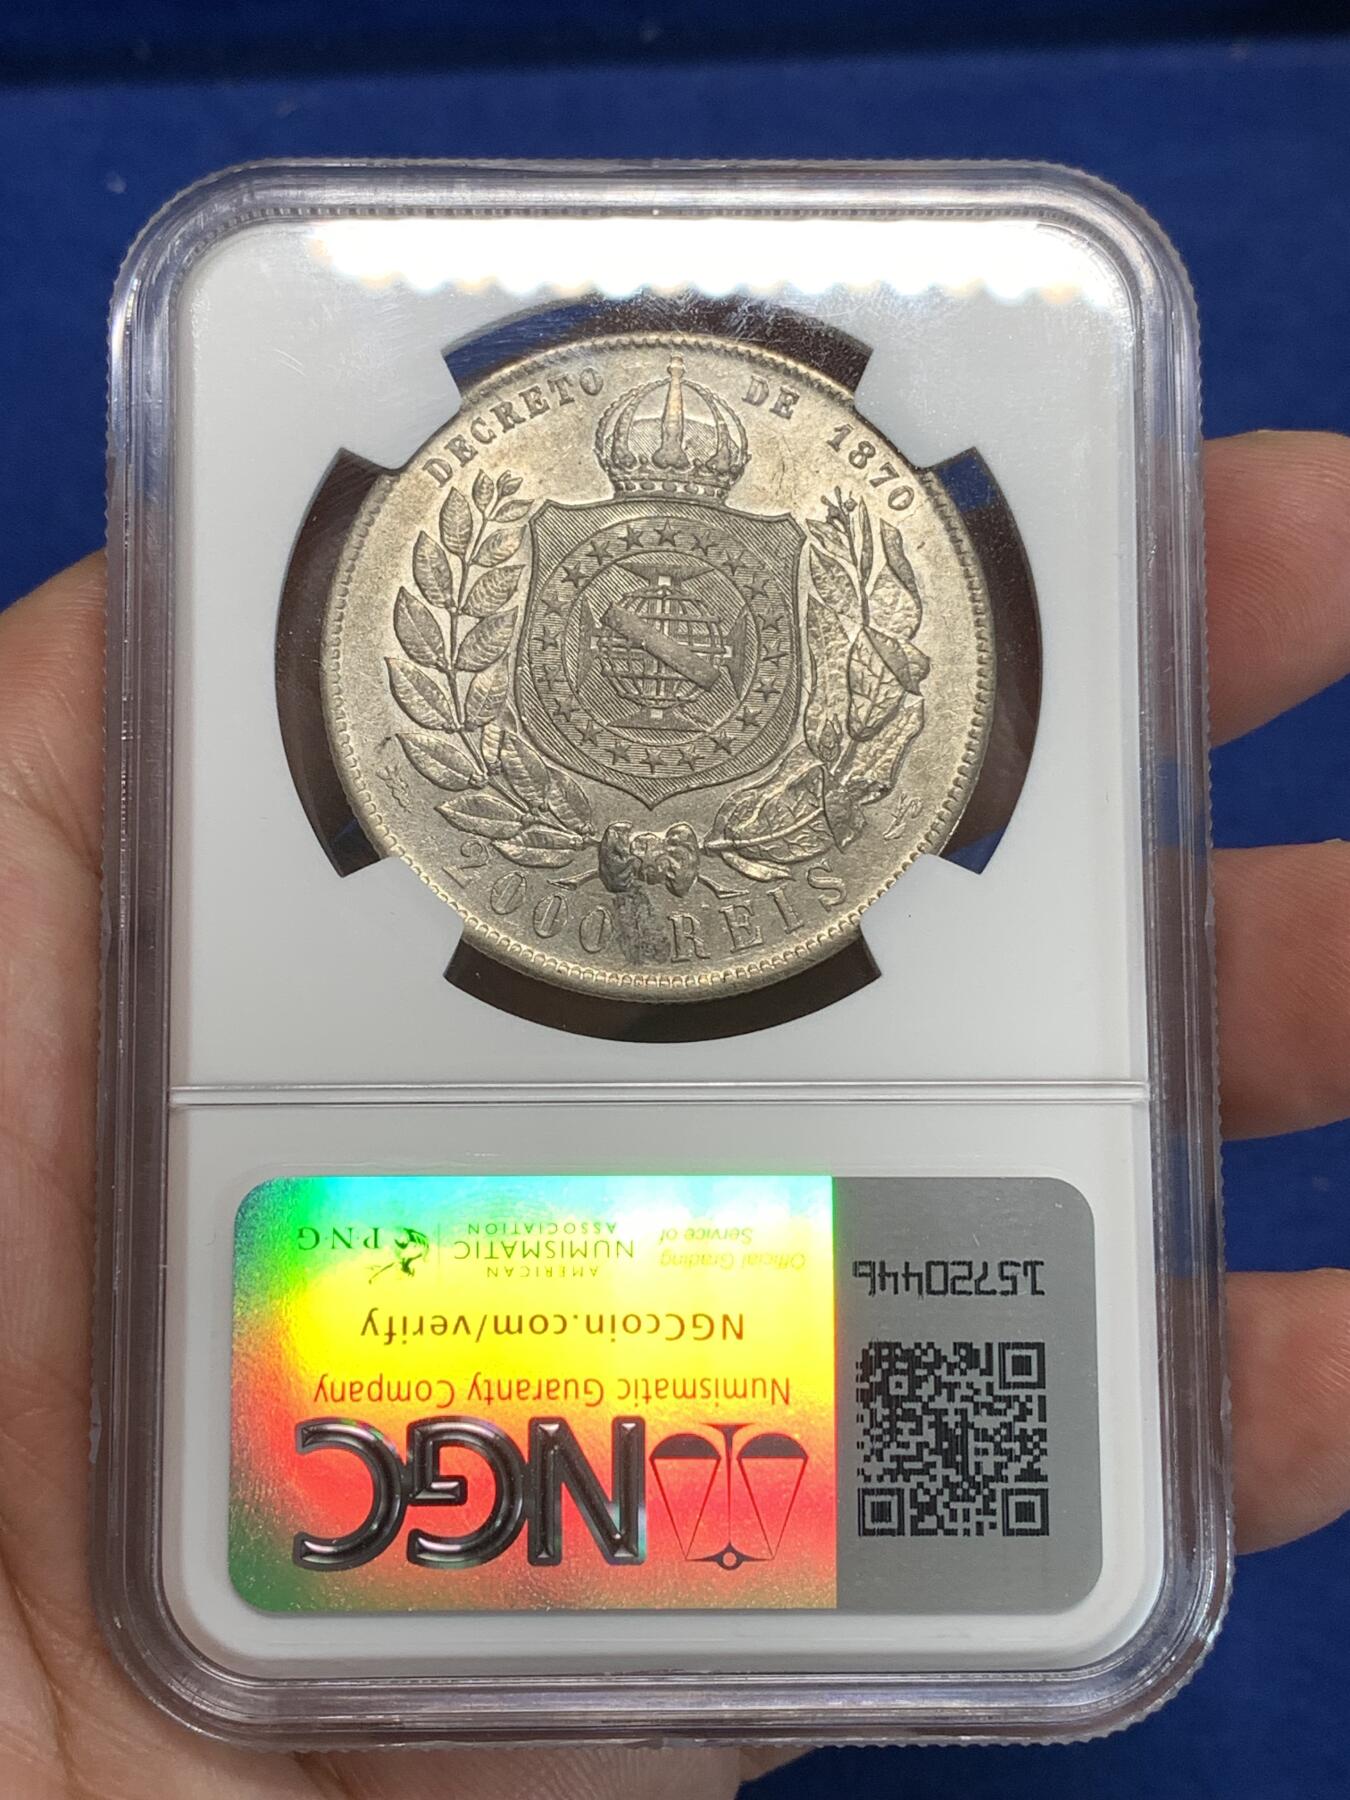 DECRETO DE 1870
2000 REIS
NGC
Numismatic Guaranty Company
NGCcoin.com/verify
Official Grading
Service of
AMERICAN
NUMISMATIC
ASSOCIATION
P·N·G
15720446